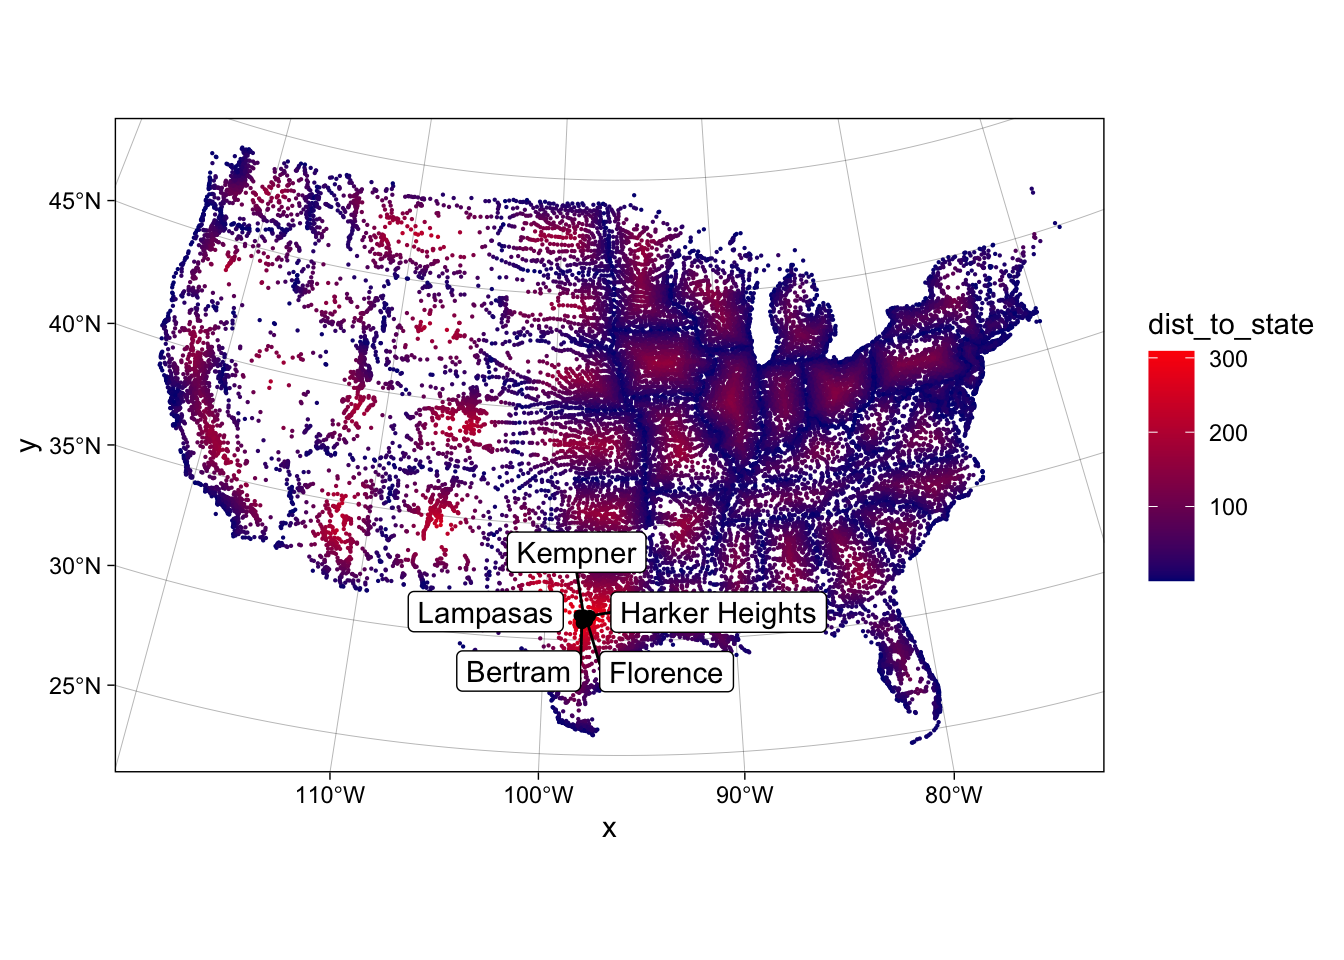 45°N
40°N
35°N
30°N
25°N
y
Kempner
Lampasas
Harker Heights
Bertram
Florence
110°W
100°W
90°W
80°W
x
dist_to_state
300
200
100